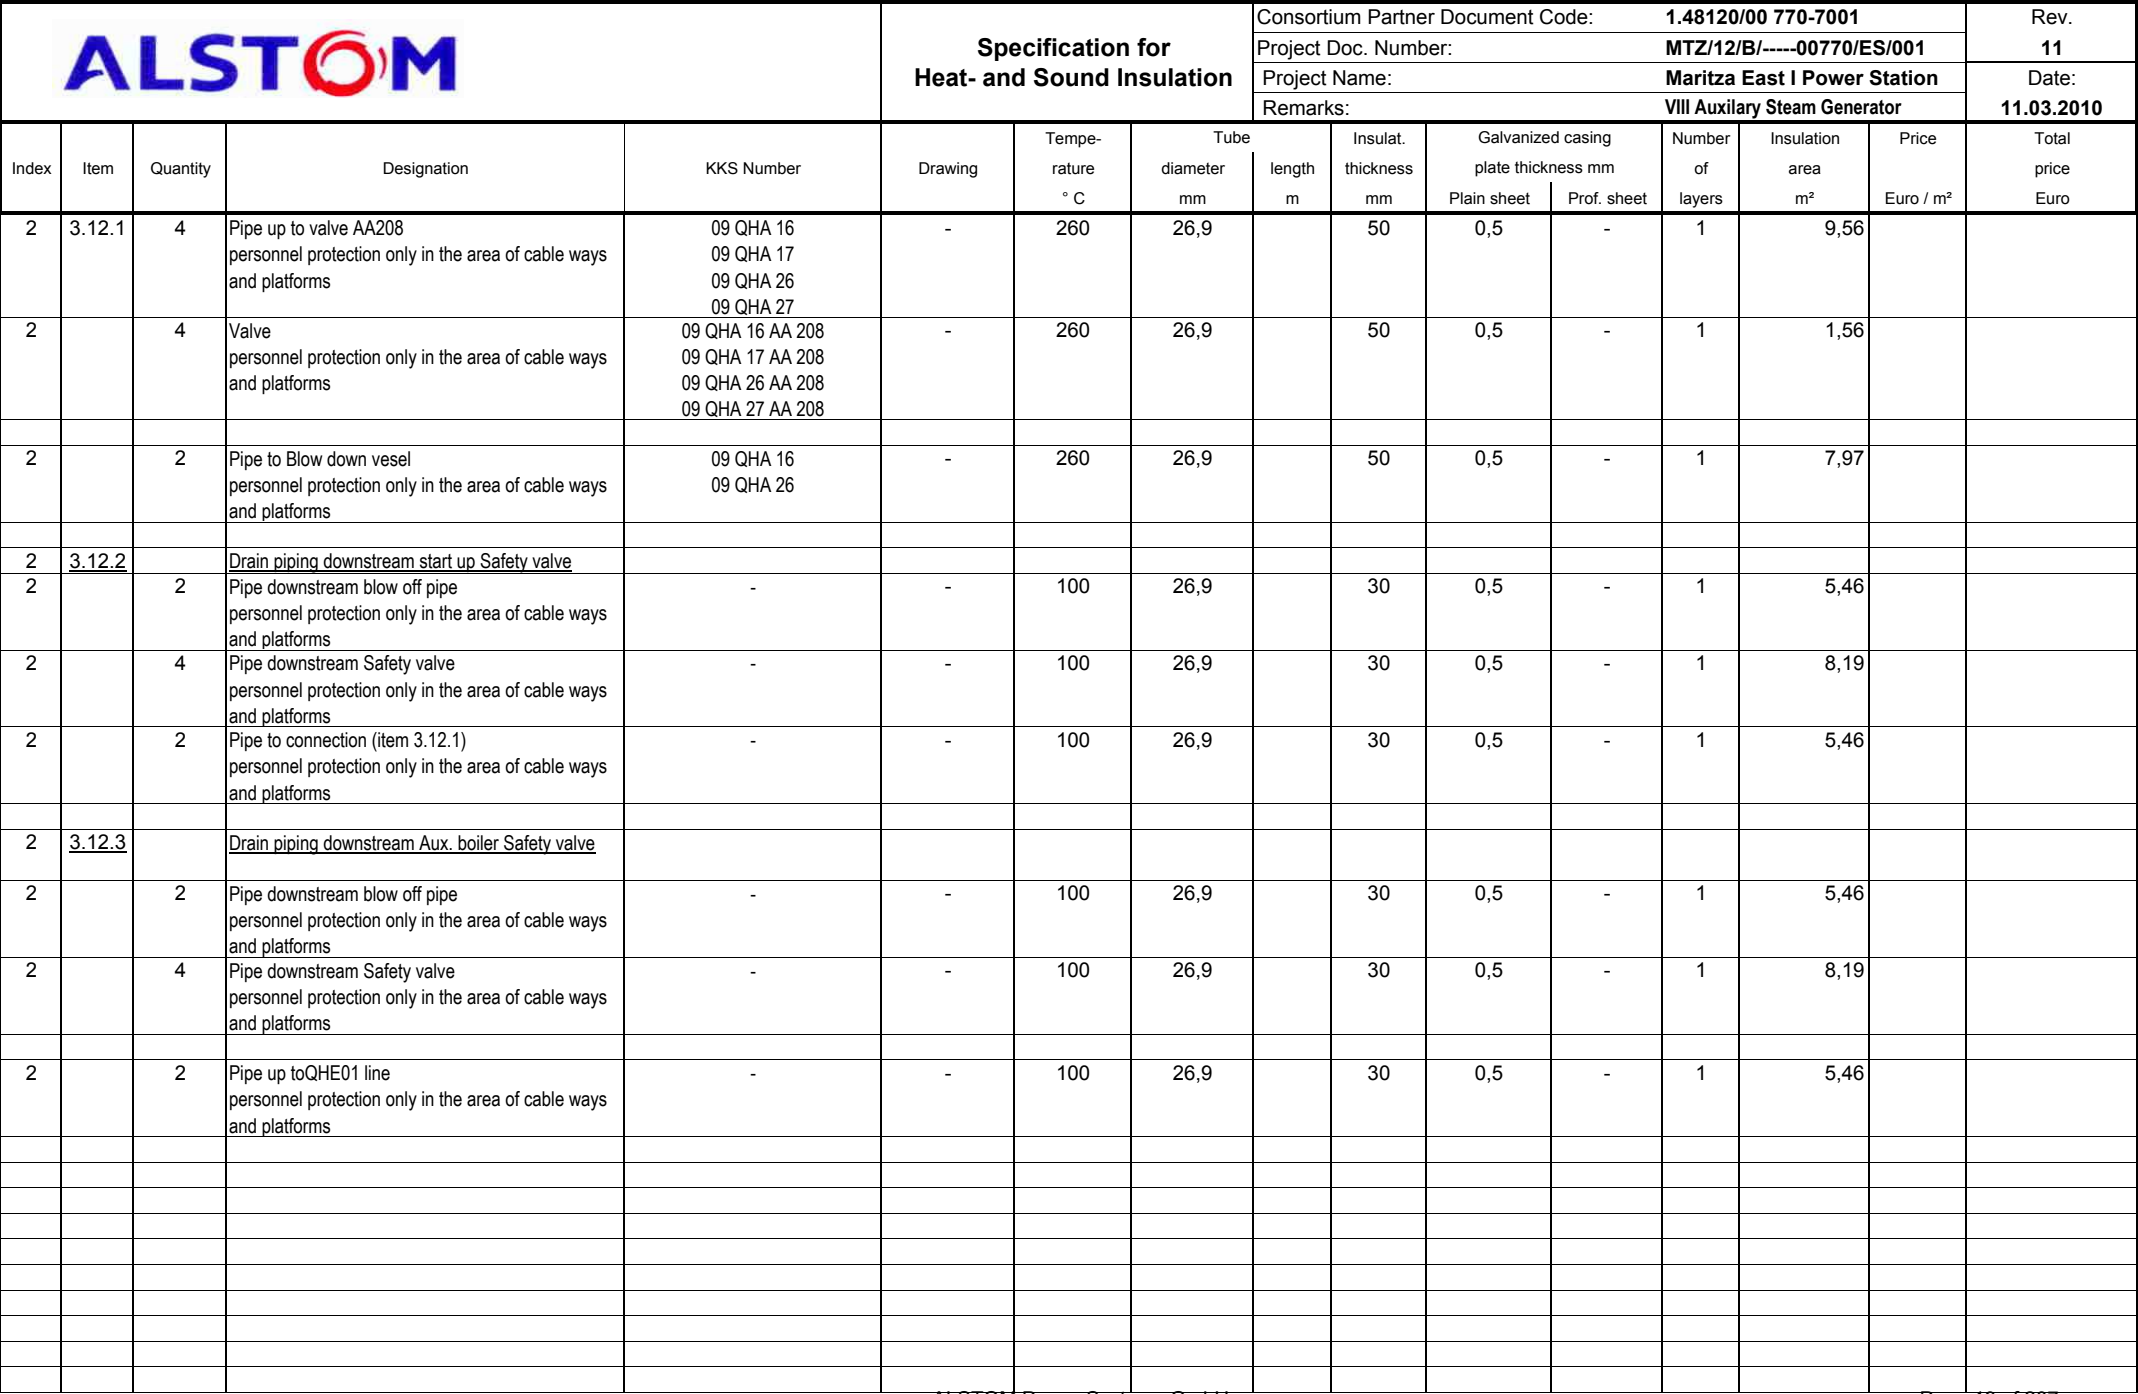 ALSTOM
Specification for
Heat- and Sound Insulation
Consortium Partner Document Code: 1.48120/00 770-7001
Project Doc. Number: MTZ/12/B/-----00770/ES/001
Project Name: Maritza East I Power Station
Remarks: VIII Auxilary Steam Generator
Rev.
11
Date:
11.03.2010
Index
Item
Quantity
Designation
KKS Number
Drawing
Tempe-
rature
° C
Tube
diameter length
mm m
Insulat.
thickness
mm
Galvanized casing
plate thickness mm
Plain sheet Prof. sheet
Number
of
layers
Insulation
area
m²
Price
Euro / m²
Total
price
Euro
2 3.12.1 4 Pipe up to valve AA208 09 QHA 16 - 260 26,9 50 0,5 - 1 9,56
personnel protection only in the area of cable ways 09 QHA 17
and platforms 09 QHA 26
09 QHA 27
2 4 Valve 09 QHA 16 AA 208 - 260 26,9 50 0,5 - 1 1,56
personnel protection only in the area of cable ways 09 QHA 17 AA 208
and platforms 09 QHA 26 AA 208
09 QHA 27 AA 208
2 2 Pipe to Blow down vesel 09 QHA 16 - 260 26,9 50 0,5 - 1 7,97
personnel protection only in the area of cable ways 09 QHA 26
and platforms
2 3.12.2 Drain piping downstream start up Safety valve
2 2 Pipe downstream blow off pipe - - 100 26,9 30 0,5 - 1 5,46
personnel protection only in the area of cable ways
and platforms
2 4 Pipe downstream Safety valve - - 100 26,9 30 0,5 - 1 8,19
personnel protection only in the area of cable ways
and platforms
2 2 Pipe to connection (item 3.12.1) - - 100 26,9 30 0,5 - 1 5,46
personnel protection only in the area of cable ways
and platforms
2 3.12.3 Drain piping downstream Aux. boiler Safety valve
2 2 Pipe downstream blow off pipe - - 100 26,9 30 0,5 - 1 5,46
personnel protection only in the area of cable ways
and platforms
2 4 Pipe downstream Safety valve - - 100 26,9 30 0,5 - 1 8,19
personnel protection only in the area of cable ways
and platforms
2 2 Pipe up toQHE01 line - - 100 26,9 30 0,5 - 1 5,46
personnel protection only in the area of cable ways
and platforms